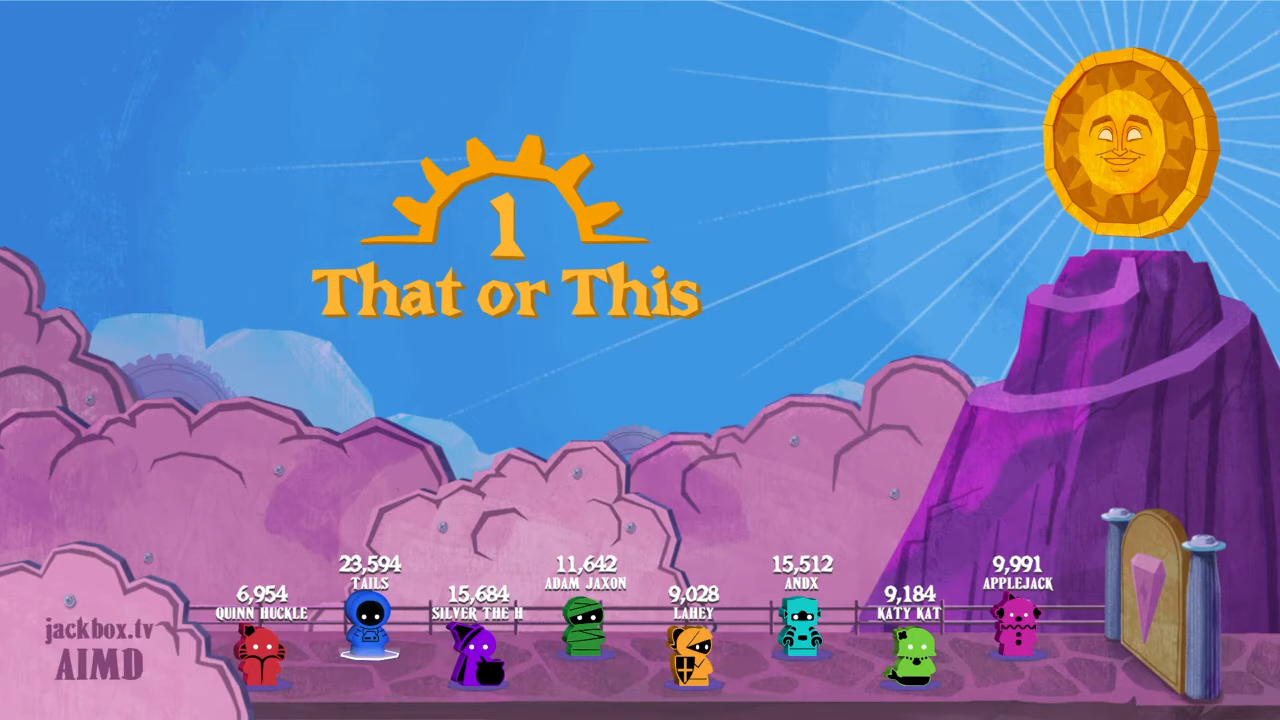 1
That or This
23,594
TAILS
11,642
ADAM JAXON
15,512
ANDX
9,991
APPLEJACK
6,954
QUINN HUCKLE
15,684
SILVER THE H
9,028
LAHEY
9,184
KATY KAT
jackbox.tv
AIMD